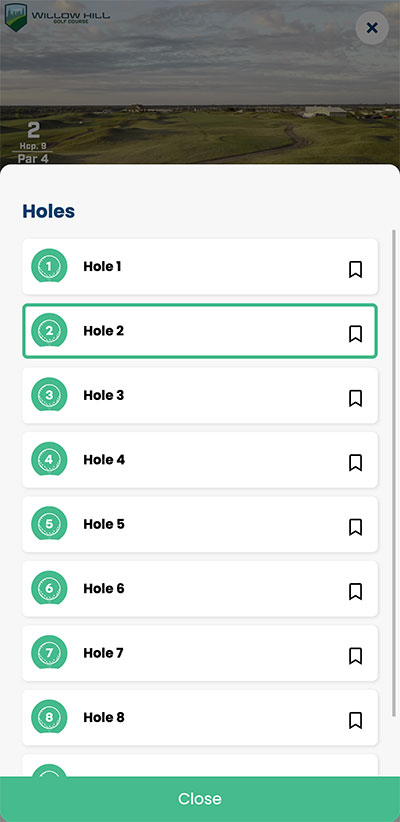 WILLOW HILL
GOLF COURSE
2
Hcp. 9
Par 4
Holes
1 Hole 1
2 Hole 2
3 Hole 3
4 Hole 4
5 Hole 5
6 Hole 6
7 Hole 7
8 Hole 8
Close